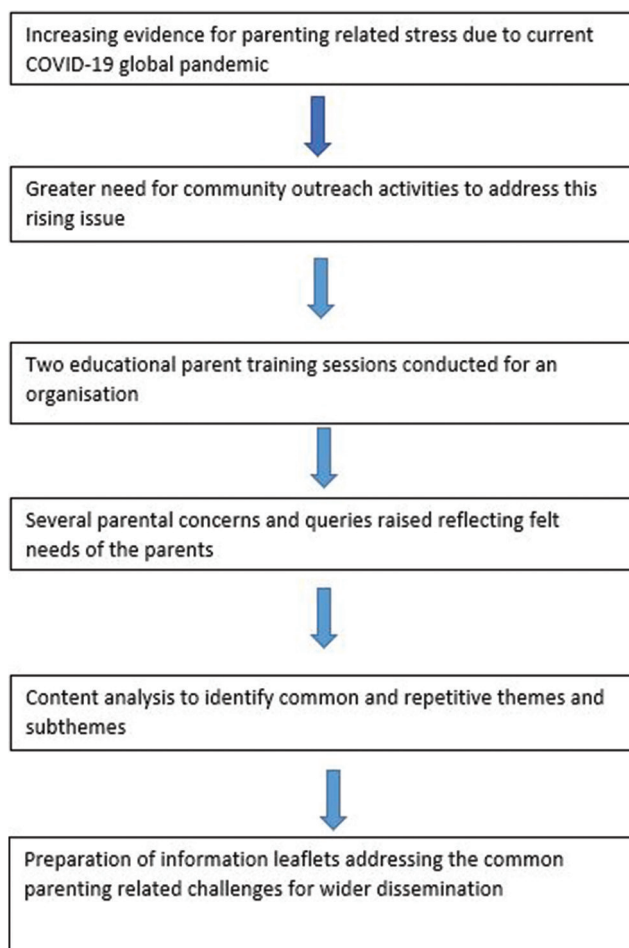 Increasing evidence for parenting related stress due to current
COVID-19 global pandemic
Greater need for community outreach activities to address this
rising issue
Two educational parent training sessions conducted for an
organisation
Several parental concerns and queries raised reflecting felt
needs of the parents
Content analysis to identify common and repetitive themes and
subthemes
Preparation of information leaflets addressing the common
parenting related challenges for wider dissemination